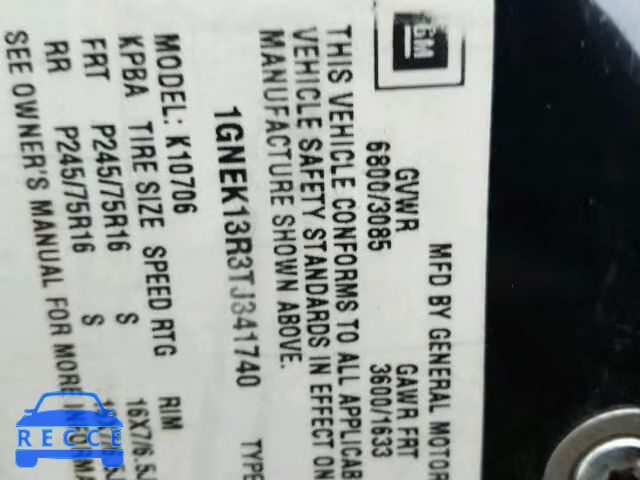 GM
MFD BY GENERAL MOTOR
GVWR GAWR FRT
6800/3085 3600/1633
THIS VEHICLE CONFORMS TO ALL APPLICAB
VEHICLE SAFETY STANDARDS IN EFFECT ON
MANUFACTURE SHOWN ABOVE.
1GNEK13R3TJ341740 TYPE
MODEL: K10706
KPBA TIRE SIZE SPEED RTG RIM
FRT P245/75R16 S 16X7/6.5J
RR P245/75R16 S
SEE OWNER'S MANUAL FOR MORE INFORMA
RECCE